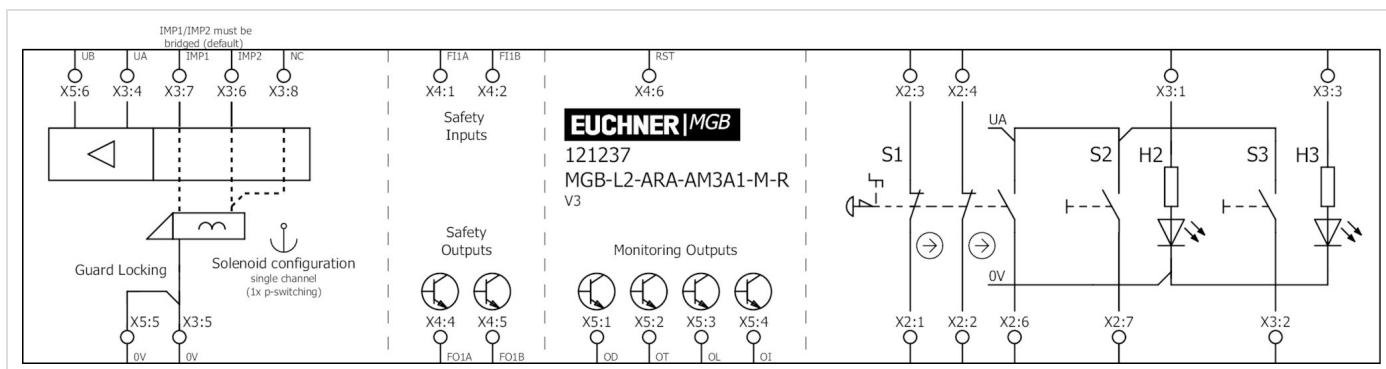 IMP1/IMP2 must be
bridged (default)
UB UA IMP1 IMP2 NC FI1A FI1B RST
X5:6 X3:4 X3:7 X3:6 X3:8 X4:1 X4:2 X4:6 X2:3 X2:4 X3:1 X3:3
Safety
Inputs
EUCHNER|MGB
121237
MGB-L2-ARA-AM3A1-M-R
V3
UA
S1 S2 H2 S3 H3
Guard Locking
Solenoid configuration
single channel
(1x p-switching)
Safety
Outputs
Monitoring Outputs
0V
X5:5 X3:5 X4:4 X4:5 X5:1 X5:2 X5:3 X5:4 X2:1 X2:2 X2:6 X2:7 X3:2
0V 0V FO1A FO1B OD OT OL OI